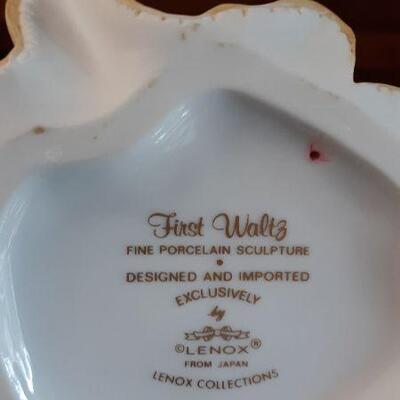 First Waltz
FINE PORCELAIN SCULPTURE
•
DESIGNED AND IMPORTED
EXCLUSIVELY
by
©LENOX®
FROM JAPAN
LENOX COLLECTIONS